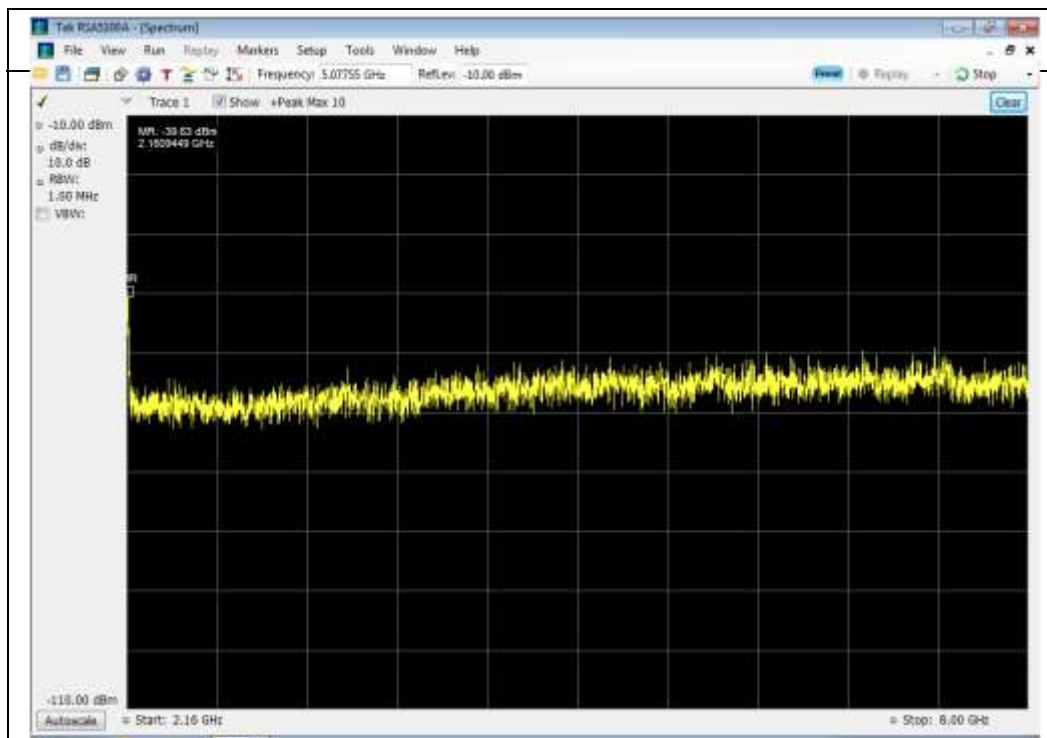 Tek RSA5100A - [Spectrum]
File View Run Replay Markers Setup Tools Window Help
Frequency: 5.07755 GHz RefLev: -10.00 dBm Preset Replay Stop
Trace 1 Show +Peak Max 10 Clear
-10.00 dBm
dB/div:
10.0 dB
RBW:
1.00 MHz
VBW:
MR: -39.63 dBm
2.1609449 GHz
MR
-110.00 dBm
Autoscale Start: 2.16 GHz Stop: 8.00 GHz